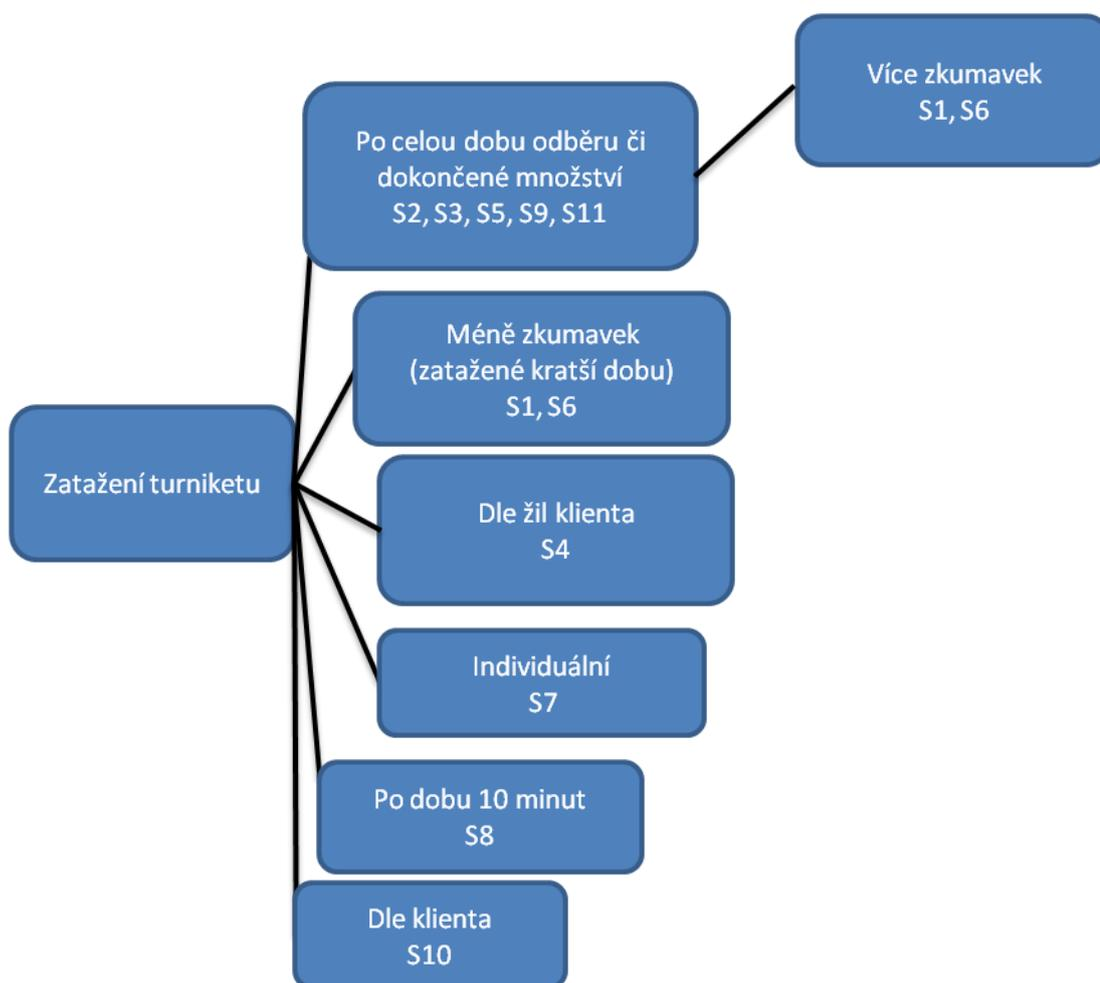 Více zkumavek
S1, S6
Po celou dobu odběru či
dokončené množství
S2, S3, S5, S9, S11
Méně zkumavek
(zatažené kratší dobu)
S1, S6
Zatažení turniketu
Dle žil klienta
S4
Individuální
S7
Po dobu 10 minut
S8
Dle klienta
S10